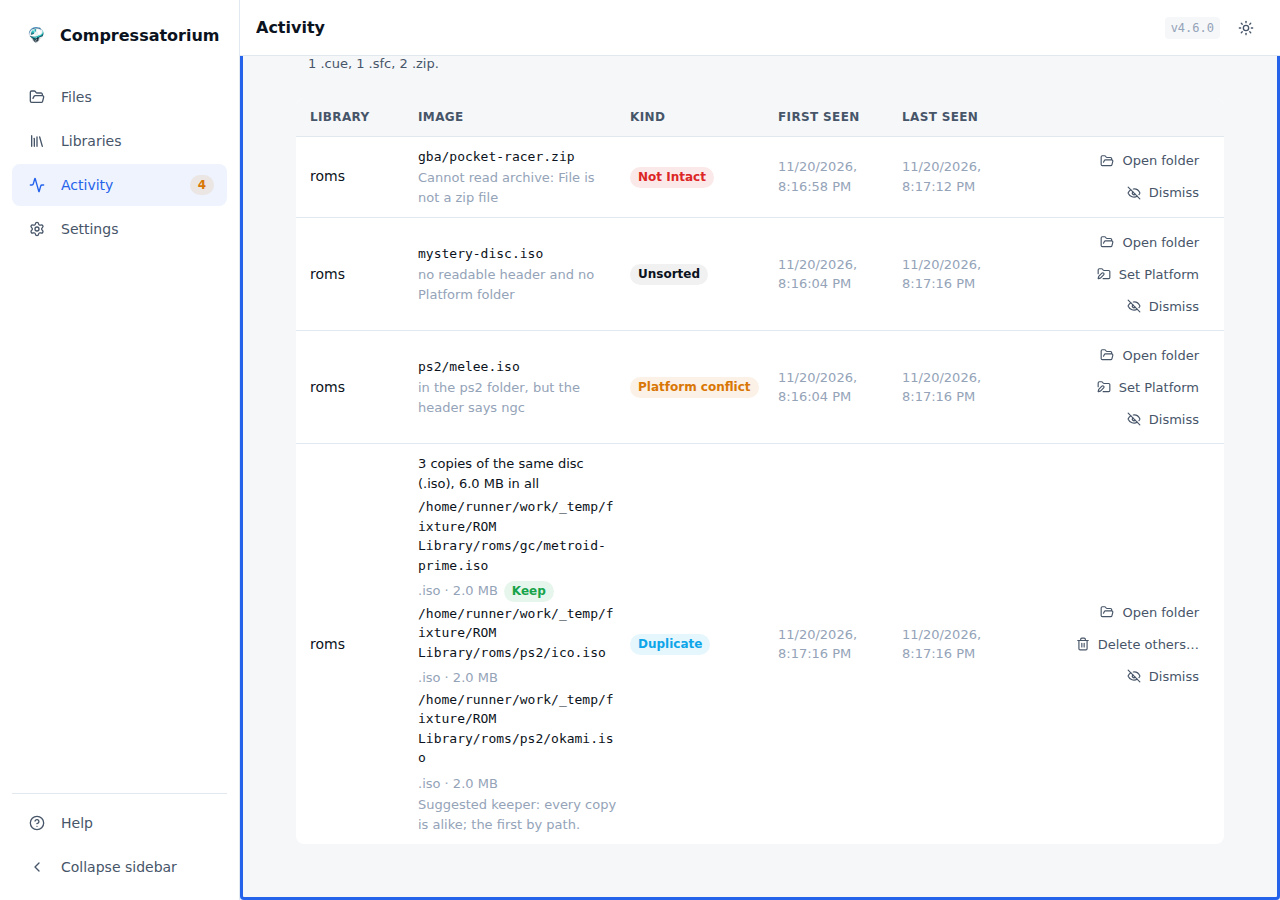 Compressatorium
Activity
v4.6.0
Files
Libraries
Activity 4
Settings
Help
Collapse sidebar
1 .cue, 1 .sfc, 2 .zip.
LIBRARY IMAGE KIND FIRST SEEN LAST SEEN
roms
gba/pocket-racer.zip
Cannot read archive: File is
not a zip file
Not Intact
11/20/2026,
8:16:58 PM
11/20/2026,
8:17:12 PM
Open folder
Dismiss
roms
mystery-disc.iso
no readable header and no
Platform folder
Unsorted
11/20/2026,
8:16:04 PM
11/20/2026,
8:17:16 PM
Open folder
Set Platform
Dismiss
roms
ps2/melee.iso
in the ps2 folder, but the
header says ngc
Platform conflict
11/20/2026,
8:16:04 PM
11/20/2026,
8:17:16 PM
Open folder
Set Platform
Dismiss
roms
3 copies of the same disc
(.iso), 6.0 MB in all
/home/runner/work/_temp/f
ixture/ROM
Library/roms/gc/metroid-
prime.iso
.iso · 2.0 MB Keep
/home/runner/work/_temp/f
ixture/ROM
Library/roms/ps2/ico.iso
.iso · 2.0 MB
/home/runner/work/_temp/f
ixture/ROM
Library/roms/ps2/okami.is
o
.iso · 2.0 MB
Suggested keeper: every copy
is alike; the first by path.
Duplicate
11/20/2026,
8:17:16 PM
11/20/2026,
8:17:16 PM
Open folder
Delete others…
Dismiss